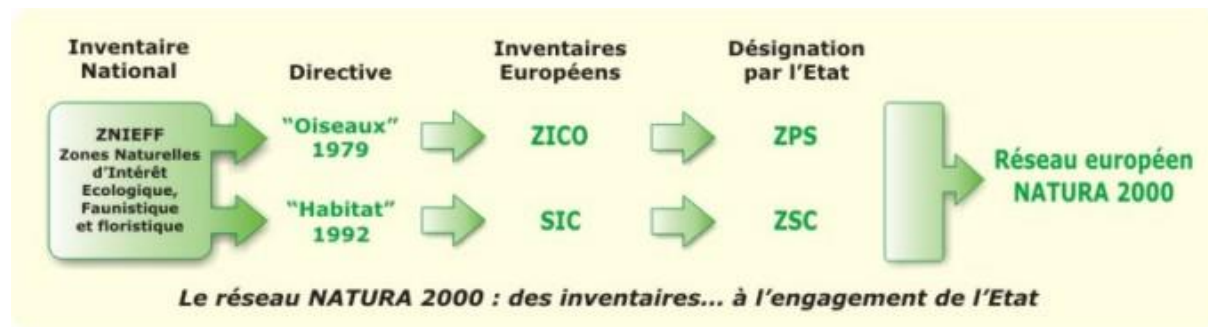 Inventaire
National
Directive
Inventaires
Européens
Désignation
par l'Etat
ZNIEFF
Zones Naturelles
d'Intérêt
Ecologique,
Faunistique
et floristique
"Oiseaux"
1979
ZICO
ZPS
"Habitat"
1992
SIC
ZSC
Réseau européen
NATURA 2000
Le réseau NATURA 2000 : des inventaires... à l'engagement de l'Etat